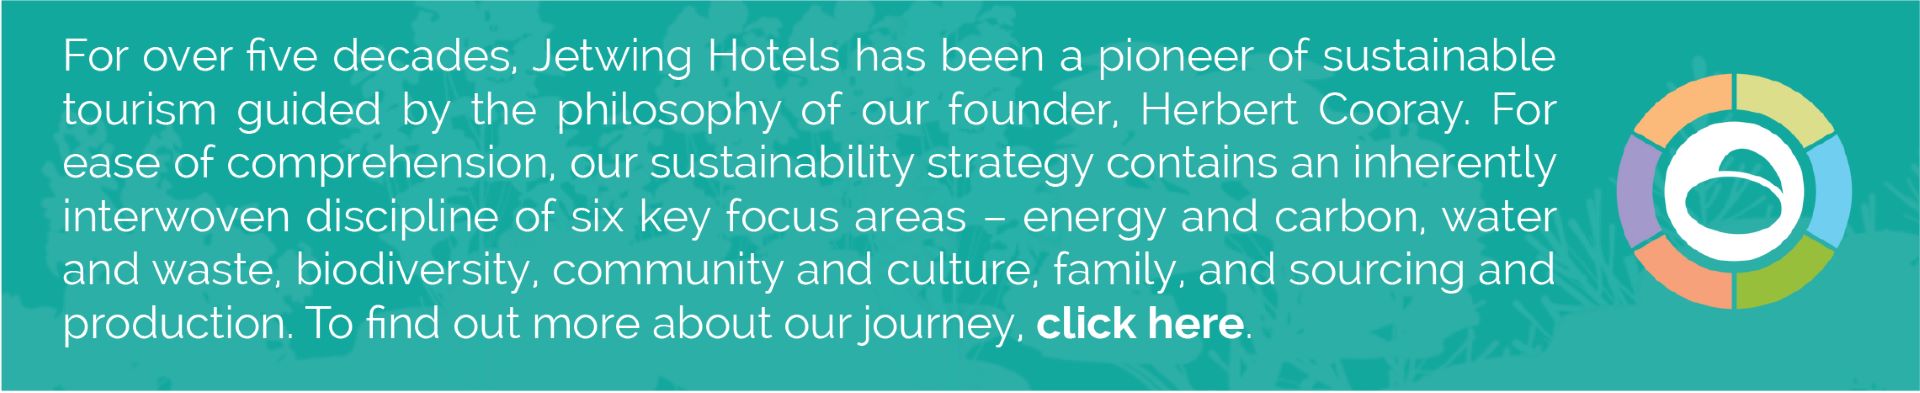 For over five decades, Jetwing Hotels has been a pioneer of sustainable
tourism guided by the philosophy of our founder, Herbert Cooray. For
ease of comprehension, our sustainability strategy contains an inherently
interwoven discipline of six key focus areas – energy and carbon, water
and waste, biodiversity, community and culture, family, and sourcing and
production. To find out more about our journey, click here.